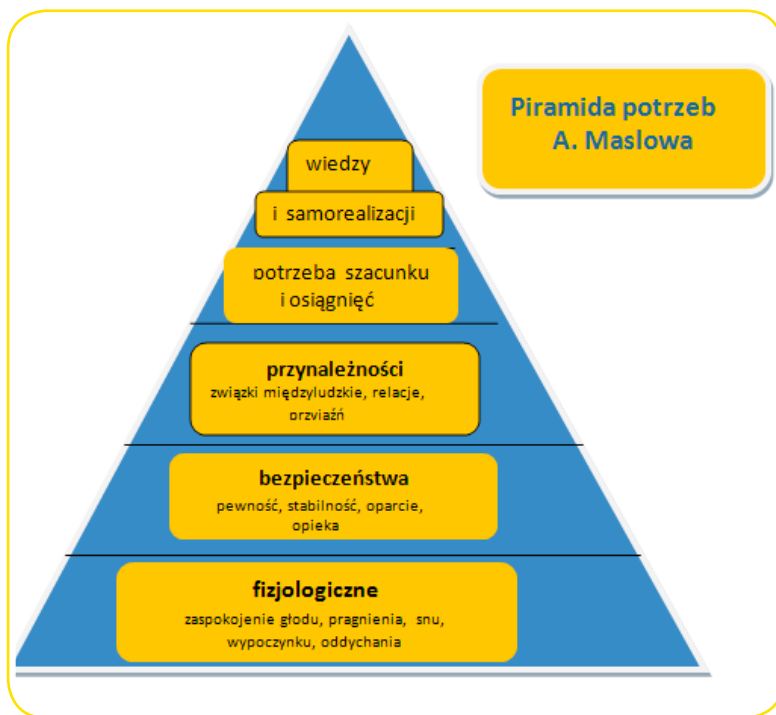 Piramida potrzeb
A. Maslowa
wiedzy
i samorealizacji
potrzeba szacunku
i osiągnięć
przynależności
związki międzyludzkie, relacje,
przyjaźń
bezpieczeństwa
pewność, stabilność, oparcie,
opieka
fizjologiczne
zaspokojenie głodu, pragnienia, snu,
wypoczynku, oddychania